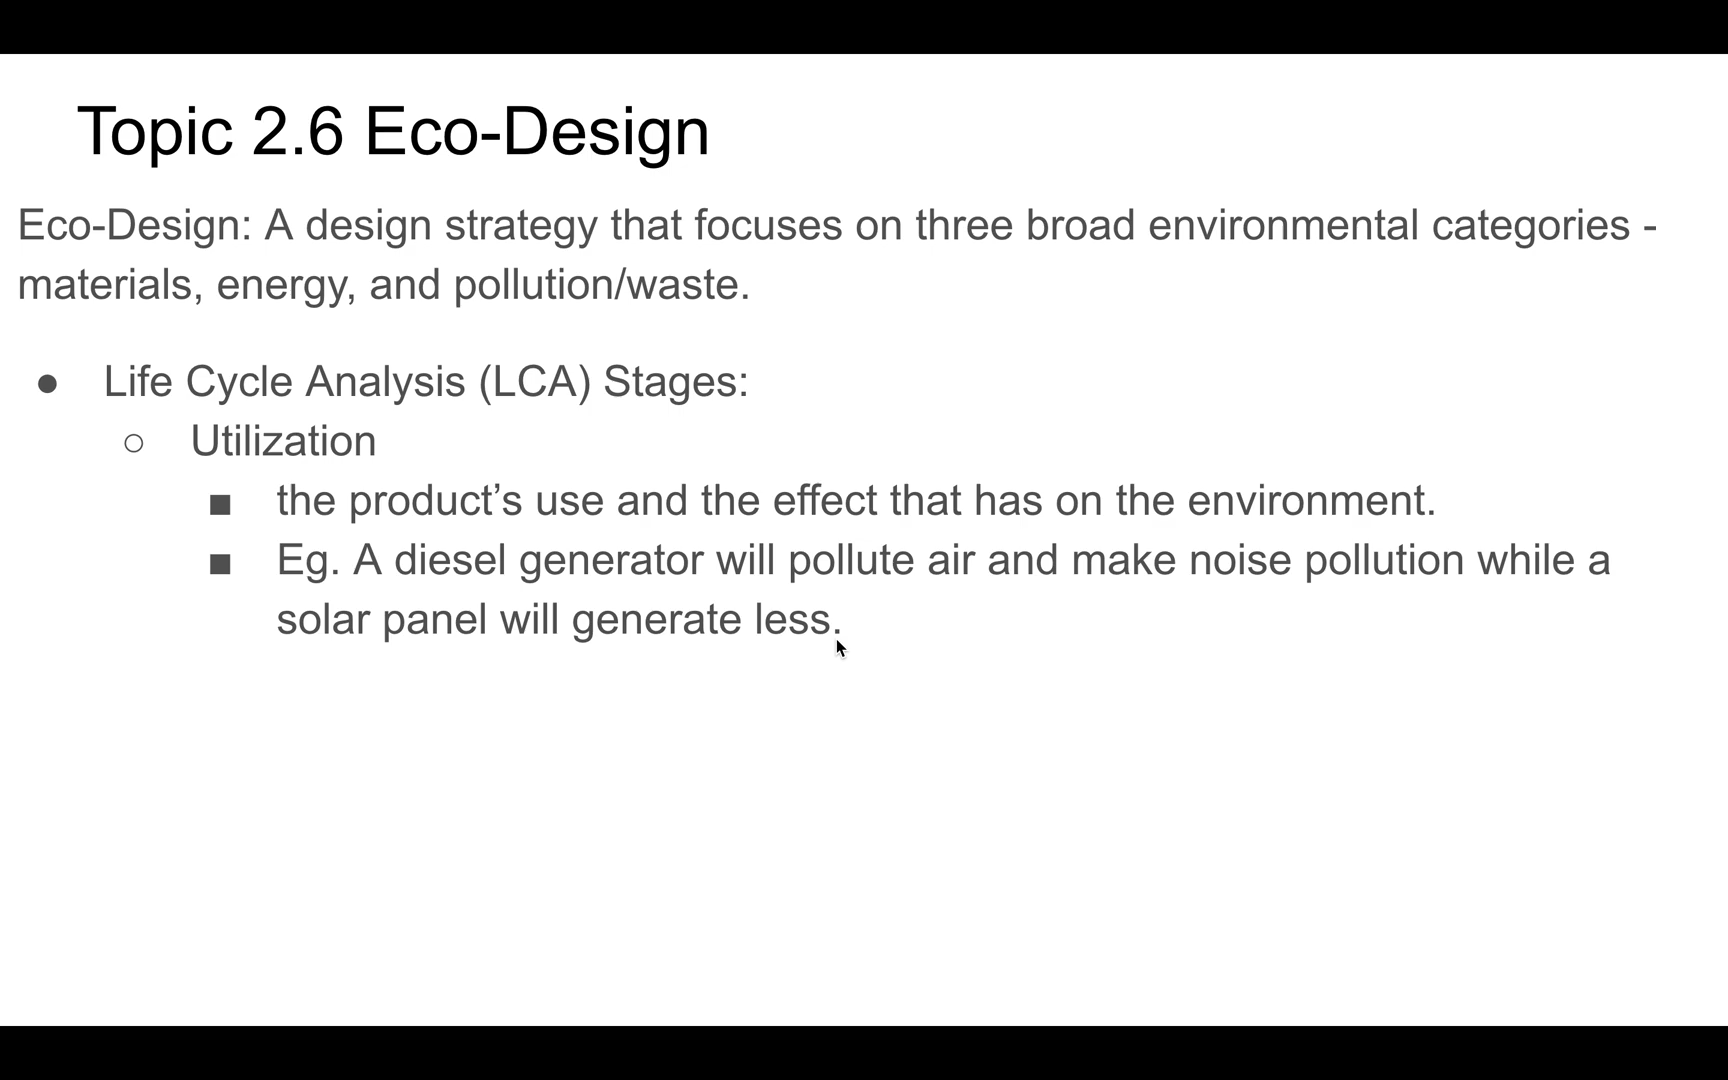 Topic 2.6 Eco-Design
Eco-Design: A design strategy that focuses on three broad environmental categories -
materials, energy, and pollution/waste.
● Life Cycle Analysis (LCA) Stages:
○ Utilization
■ the product’s use and the effect that has on the environment.
■ Eg. A diesel generator will pollute air and make noise pollution while a
solar panel will generate less.